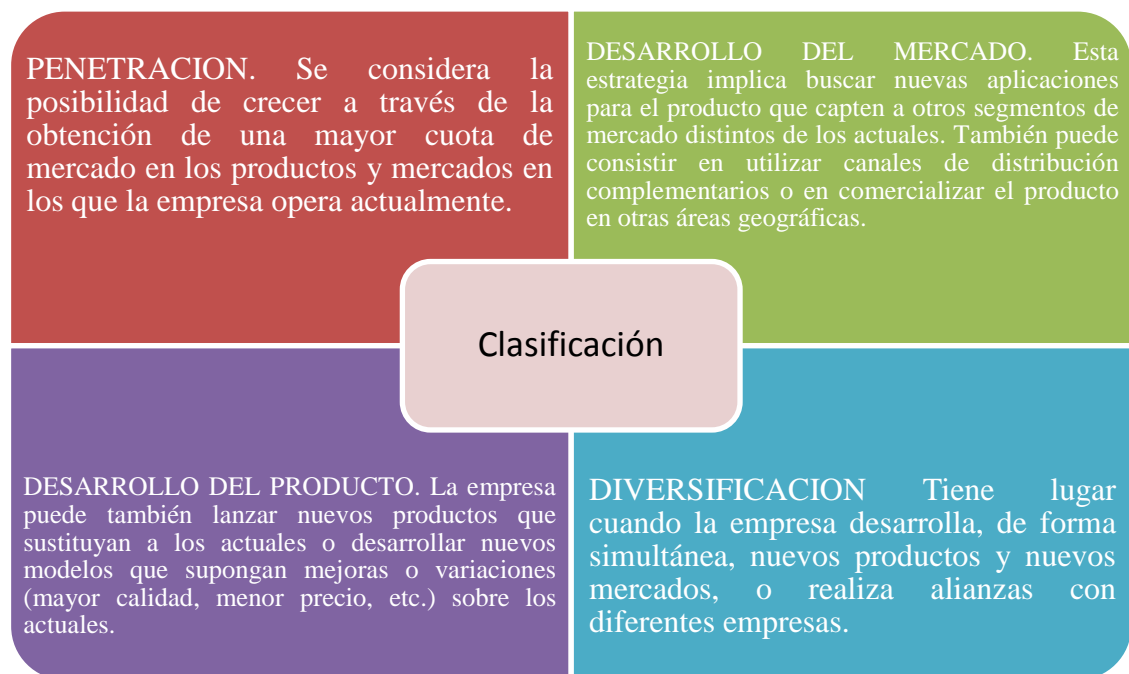 PENETRACION. Se considera la
posibilidad de crecer a través de la
obtención de una mayor cuota de
mercado en los productos y mercados en
los que la empresa opera actualmente.
DESARROLLO DEL MERCADO. Esta
estrategia implica buscar nuevas aplicaciones
para el producto que capten a otros segmentos de
mercado distintos de los actuales. También puede
consistir en utilizar canales de distribución
complementarios o en comercializar el producto
en otras áreas geográficas.
Clasificación
DESARROLLO DEL PRODUCTO. La empresa
puede también lanzar nuevos productos que
sustituyan a los actuales o desarrollar nuevos
modelos que supongan mejoras o variaciones
(mayor calidad, menor precio, etc.) sobre los
actuales.
DIVERSIFICACION Tiene lugar
cuando la empresa desarrolla, de forma
simultánea, nuevos productos y nuevos
mercados, o realiza alianzas con
diferentes empresas.